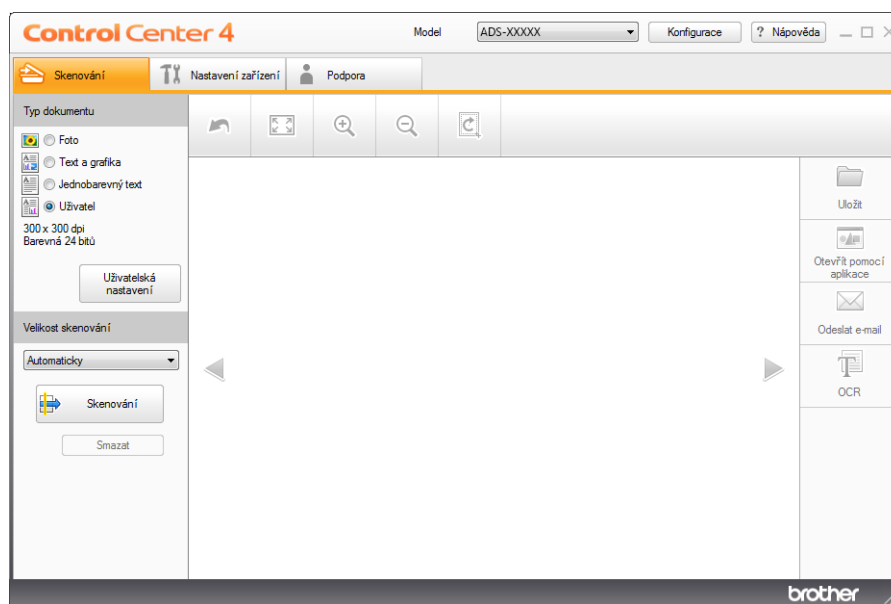 Control Center 4
Model
ADS-XXXXX
Konfigurace
? Nápověda
Skenování
Nastavení zařízení
Podpora
Typ dokumentu
Foto
Text a grafika
Jednobarevný text
Uživatel
300 x 300 dpi
Barevná 24 bitů
Uživatelská
nastavení
Velikost skenování
Automaticky
Skenování
Smazat
Uložit
Otevřít pomocí
aplikace
Odeslat e-mail
OCR
brother